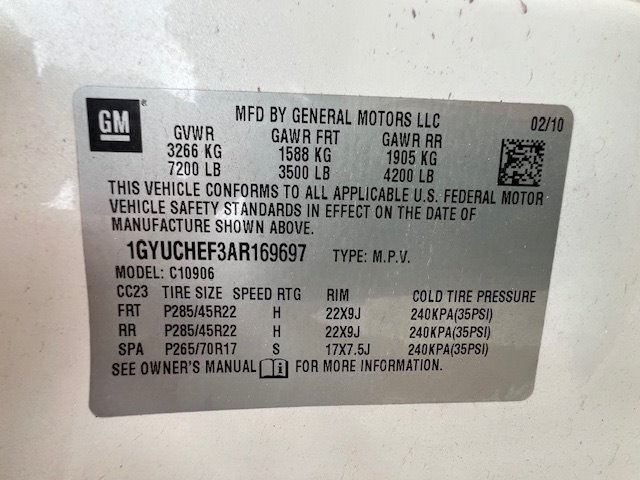 GM
MFD BY GENERAL MOTORS LLC 02/10
GVWR GAWR FRT GAWR RR
3266 KG 1588 KG 1905 KG
7200 LB 3500 LB 4200 LB
THIS VEHICLE CONFORMS TO ALL APPLICABLE U.S. FEDERAL MOTOR
VEHICLE SAFETY STANDARDS IN EFFECT ON THE DATE OF
MANUFACTURE SHOWN ABOVE.
1GYUCHEF3AR169697 TYPE: M.P.V.
MODEL: C10906
CC23 TIRE SIZE SPEED RTG RIM COLD TIRE PRESSURE
FRT P285/45R22 H 22X9J 240KPA(35PSI)
RR P285/45R22 H 22X9J 240KPA(35PSI)
SPA P265/70R17 S 17X7.5J 240KPA(35PSI)
SEE OWNER'S MANUAL i FOR MORE INFORMATION.